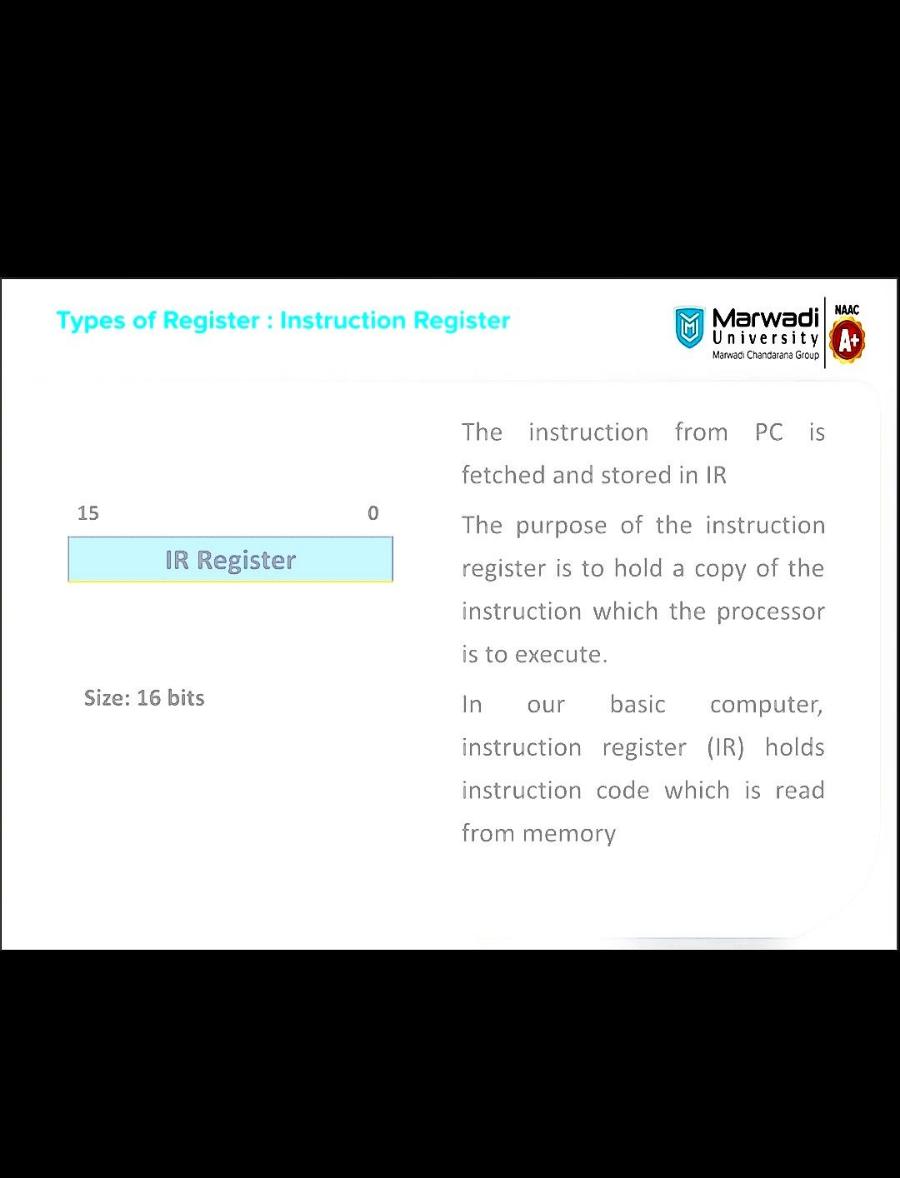 Types of Register : Instruction Register
Marwadi
University
Marwadi Chandarana Group
NAAC
A+
The instruction from PC is
fetched and stored in IR
15 0
IR Register
The purpose of the instruction
register is to hold a copy of the
instruction which the processor
is to execute.
Size: 16 bits
In our basic computer,
instruction register (IR) holds
instruction code which is read
from memory